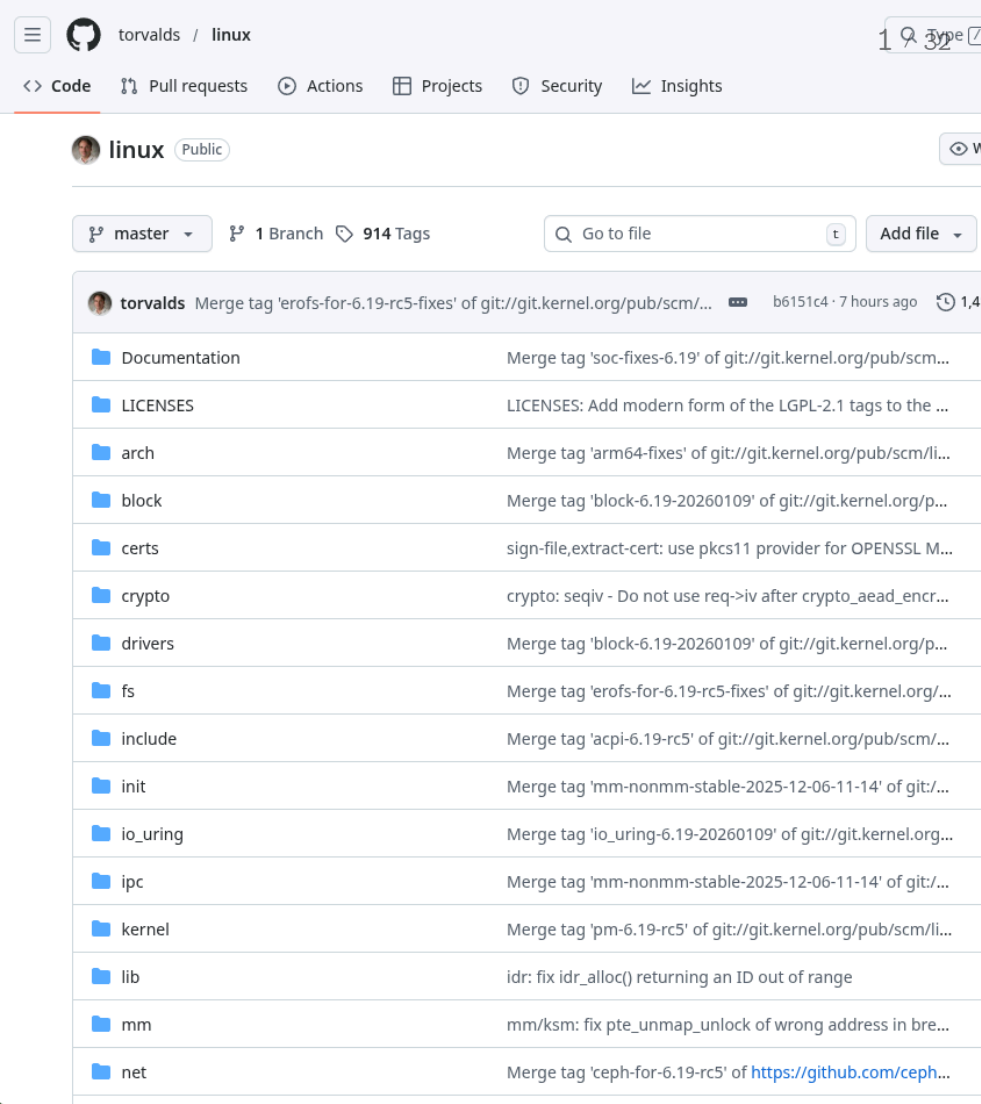 torvalds / linux
1 / 32
Type /
Code Pull requests Actions Projects Security Insights
linux Public
W
master 1 Branch 914 Tags Go to file t Add file
torvalds Merge tag 'erofs-for-6.19-rc5-fixes' of git://git.kernel.org/pub/scm/... b6151c4 · 7 hours ago 1,4
Documentation Merge tag 'soc-fixes-6.19' of git://git.kernel.org/pub/scm...
LICENSES LICENSES: Add modern form of the LGPL-2.1 tags to the ...
arch Merge tag 'arm64-fixes' of git://git.kernel.org/pub/scm/li...
block Merge tag 'block-6.19-20260109' of git://git.kernel.org/p...
certs sign-file,extract-cert: use pkcs11 provider for OPENSSL M...
crypto crypto: seqiv - Do not use req->iv after crypto_aead_encr...
drivers Merge tag 'block-6.19-20260109' of git://git.kernel.org/p...
fs Merge tag 'erofs-for-6.19-rc5-fixes' of git://git.kernel.org/...
include Merge tag 'acpi-6.19-rc5' of git://git.kernel.org/pub/scm/...
init Merge tag 'mm-nonmm-stable-2025-12-06-11-14' of git:/...
io_uring Merge tag 'io_uring-6.19-20260109' of git://git.kernel.org...
ipc Merge tag 'mm-nonmm-stable-2025-12-06-11-14' of git:/...
kernel Merge tag 'pm-6.19-rc5' of git://git.kernel.org/pub/scm/li...
lib idr: fix idr_alloc() returning an ID out of range
mm mm/ksm: fix pte_unmap_unlock of wrong address in bre...
net Merge tag 'ceph-for-6.19-rc5' of https://github.com/ceph...